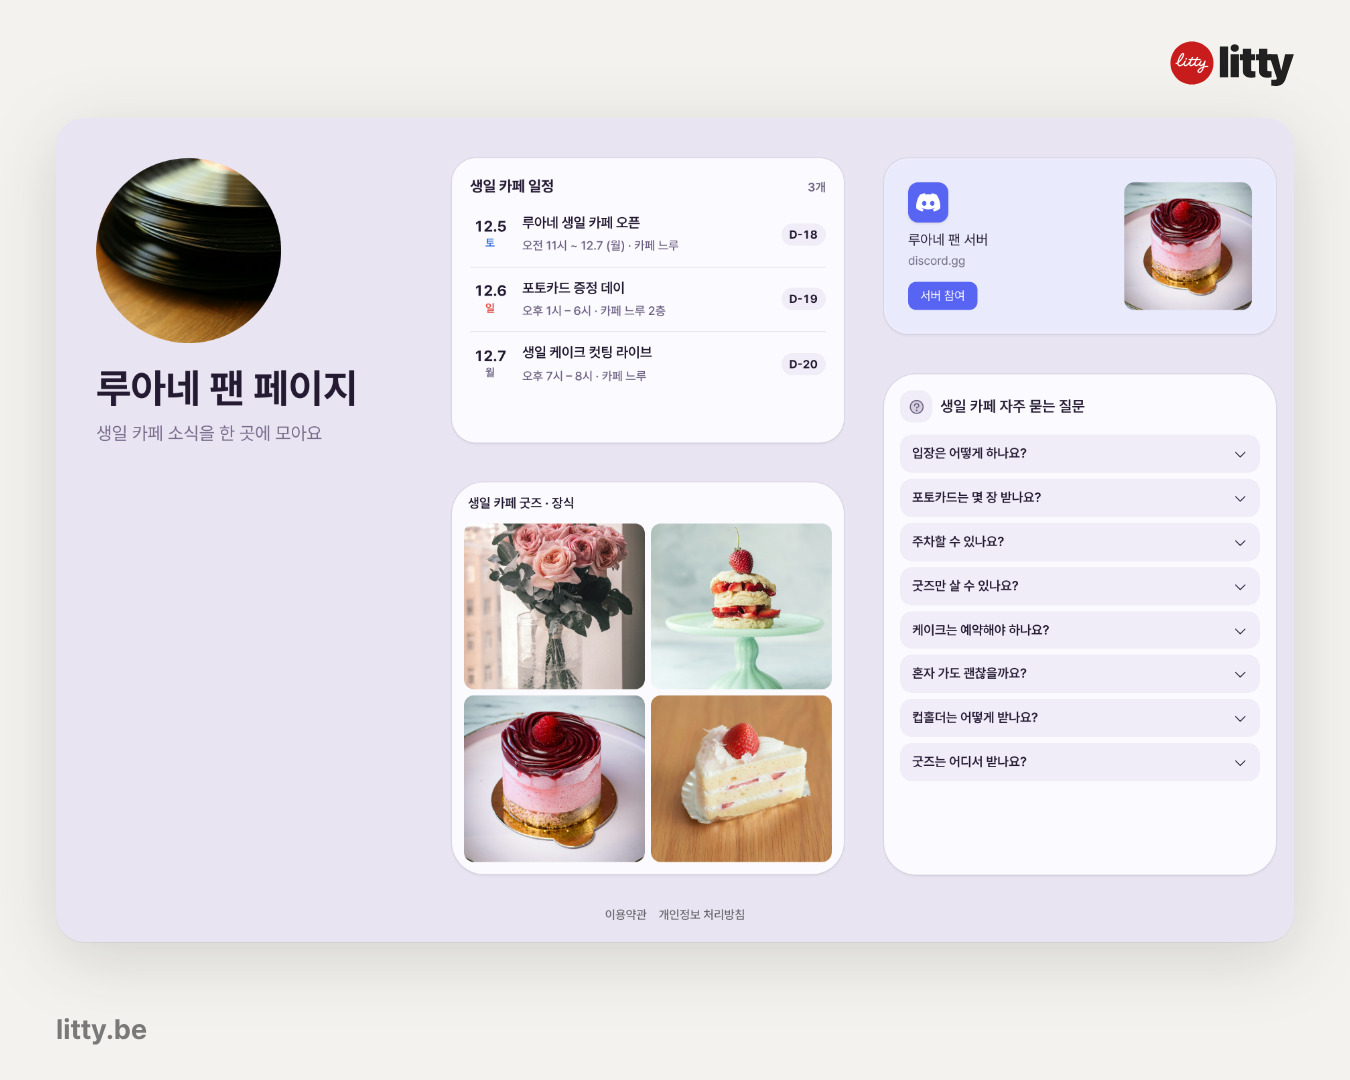 litty litty
루아네 팬 페이지
생일 카페 소식을 한 곳에 모아요
생일 카페 일정
3개
12.5
토
루아네 생일 카페 오픈
오전 11시 ~ 12.7 (월) · 카페 느루
D-18
12.6
일
포토카드 증정 데이
오후 1시 – 6시 · 카페 느루 2층
D-19
12.7
월
생일 케이크 컷팅 라이브
오후 7시 – 8시 · 카페 느루
D-20
생일 카페 굿즈 · 장식
루아네 팬 서버
discord.gg
서버 참여
생일 카페 자주 묻는 질문
입장은 어떻게 하나요?
포토카드는 몇 장 받나요?
주차할 수 있나요?
굿즈만 살 수 있나요?
케이크는 예약해야 하나요?
혼자 가도 괜찮을까요?
컵홀더는 어떻게 받나요?
굿즈는 어디서 받나요?
이용약관 개인정보 처리방침
litty.be